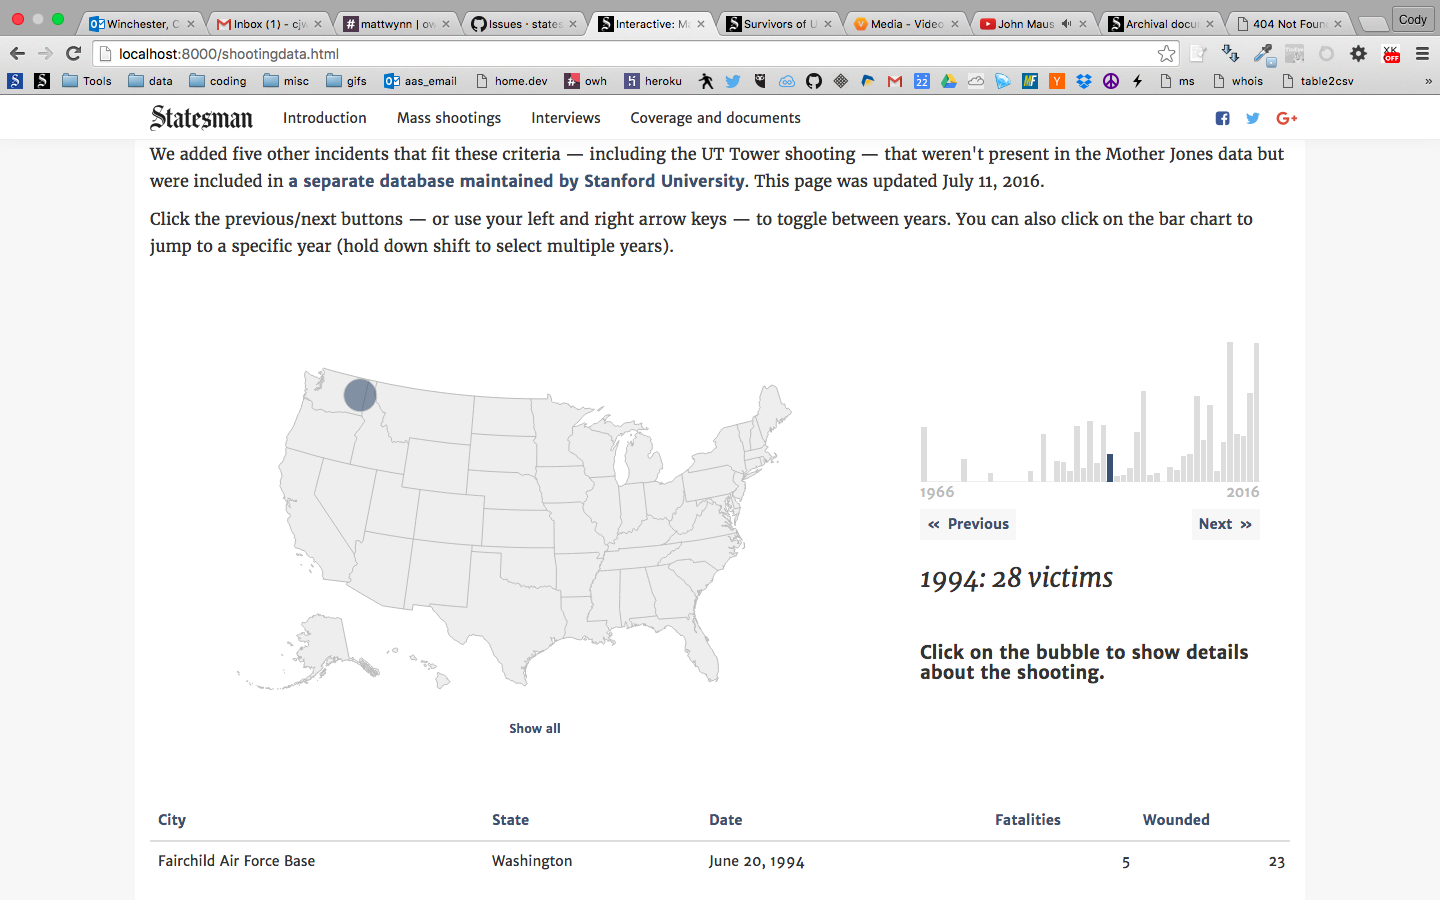 Winchester, C
Inbox (1) - cjw
mattwynn | ow
Issues · states
Interactive: Ma
Survivors of U
Media - Video
John Maus
Archival docu
404 Not Foun
Cody
localhost:8000/shootingdata.html
Tools
data
coding
misc
gifs
aas_email
home.dev
owh
heroku
22
ms
whois
table2csv
»
Statesman
Introduction
Mass shootings
Interviews
Coverage and documents
We added five other incidents that fit these criteria — including the UT Tower shooting — that weren't present in the Mother Jones data but
were included in a separate database maintained by Stanford University. This page was updated July 11, 2016.
Click the previous/next buttons — or use your left and right arrow keys — to toggle between years. You can also click on the bar chart to
jump to a specific year (hold down shift to select multiple years).
1966
2016
« Previous
Next »
1994: 28 victims
Click on the bubble to show details
about the shooting.
Show all
City State Date Fatalities Wounded
Fairchild Air Force Base Washington June 20, 1994 5 23